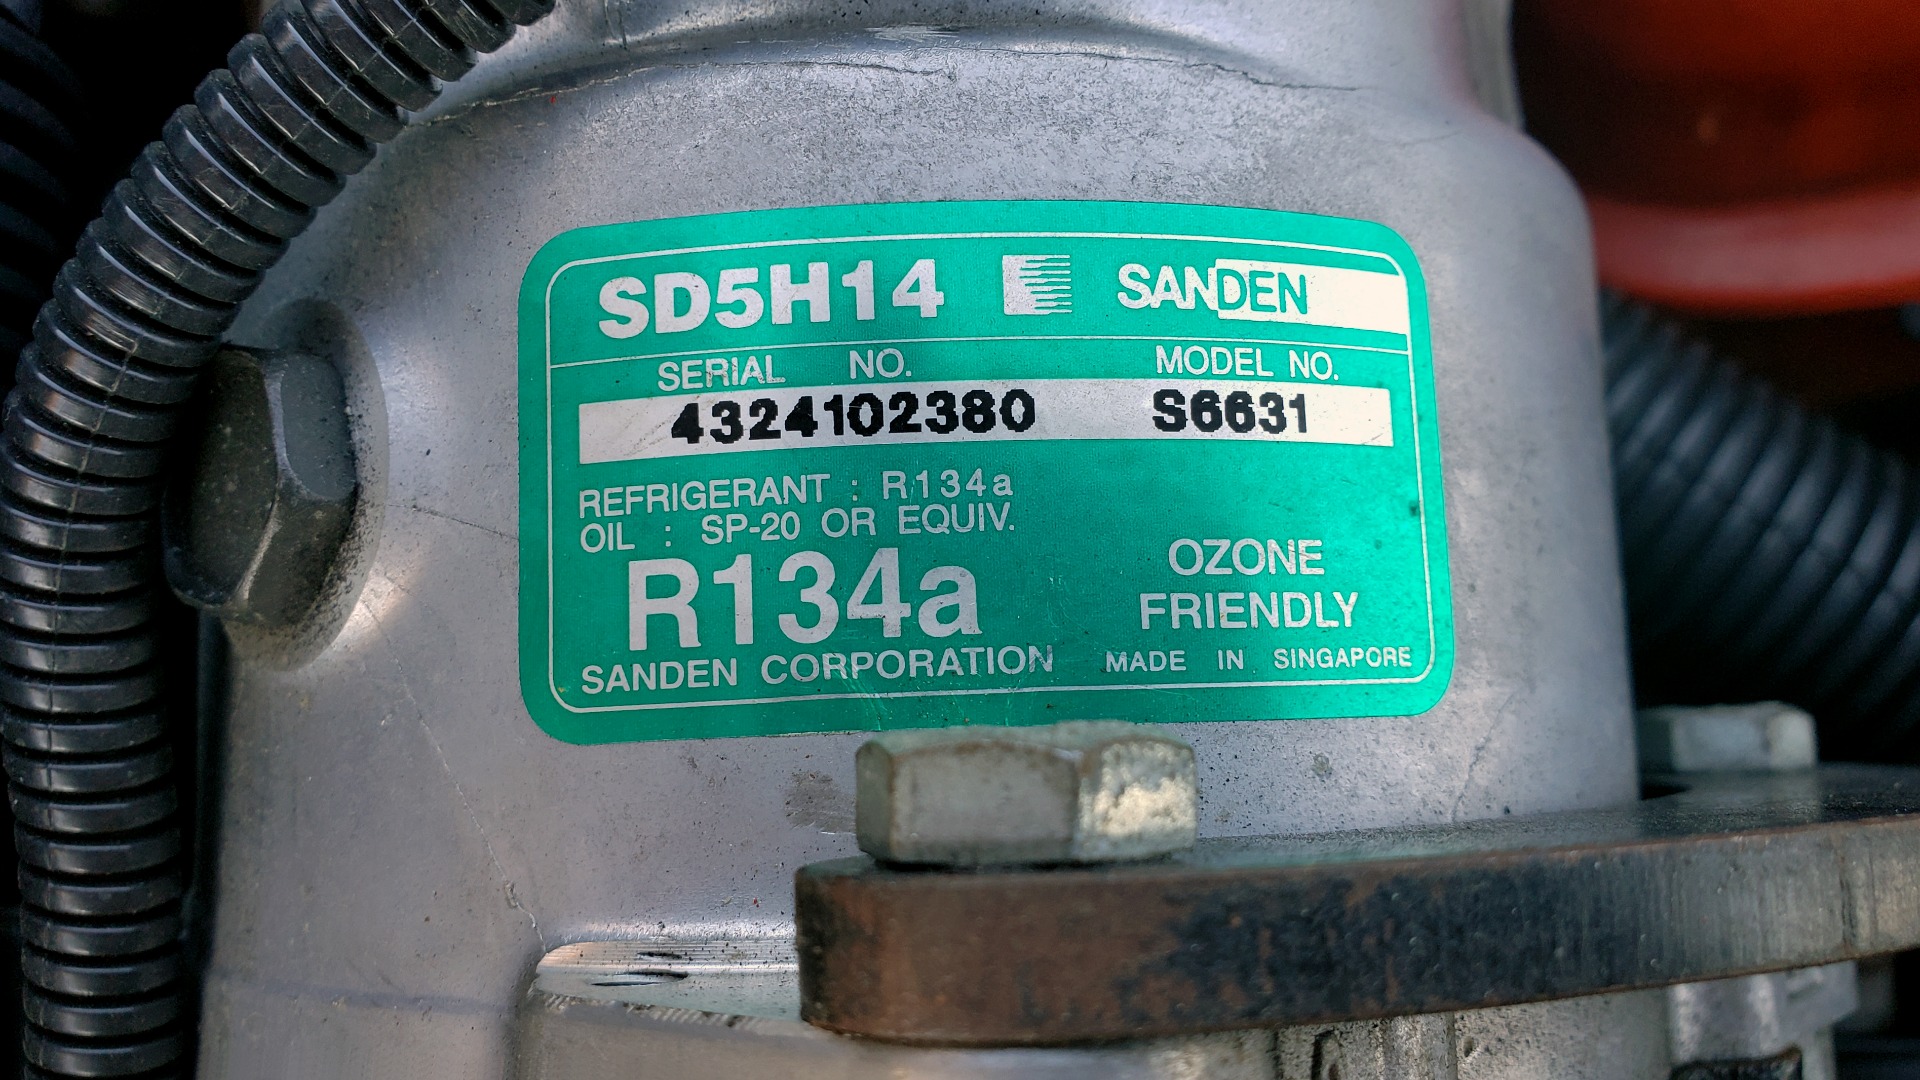 SD5H14 SANDEN
SERIAL NO. MODEL NO.
4324102380 S6631
REFRIGERANT : R134a
OIL : SP-20 OR EQUIV.
R134a
OZONE
FRIENDLY
SANDEN CORPORATION MADE IN SINGAPORE